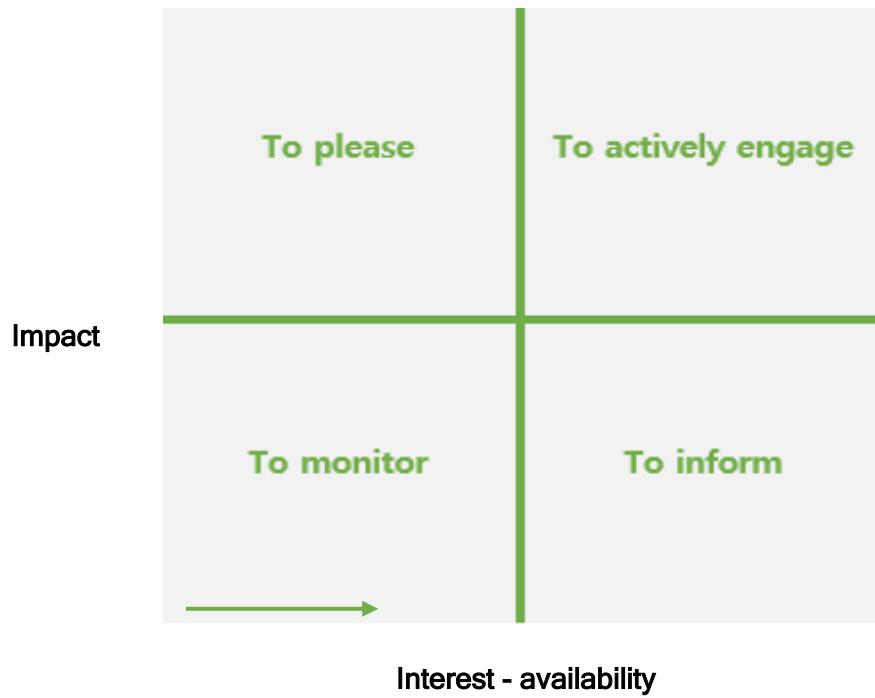 To please
To actively engage
Impact
To monitor
To inform
Interest - availability